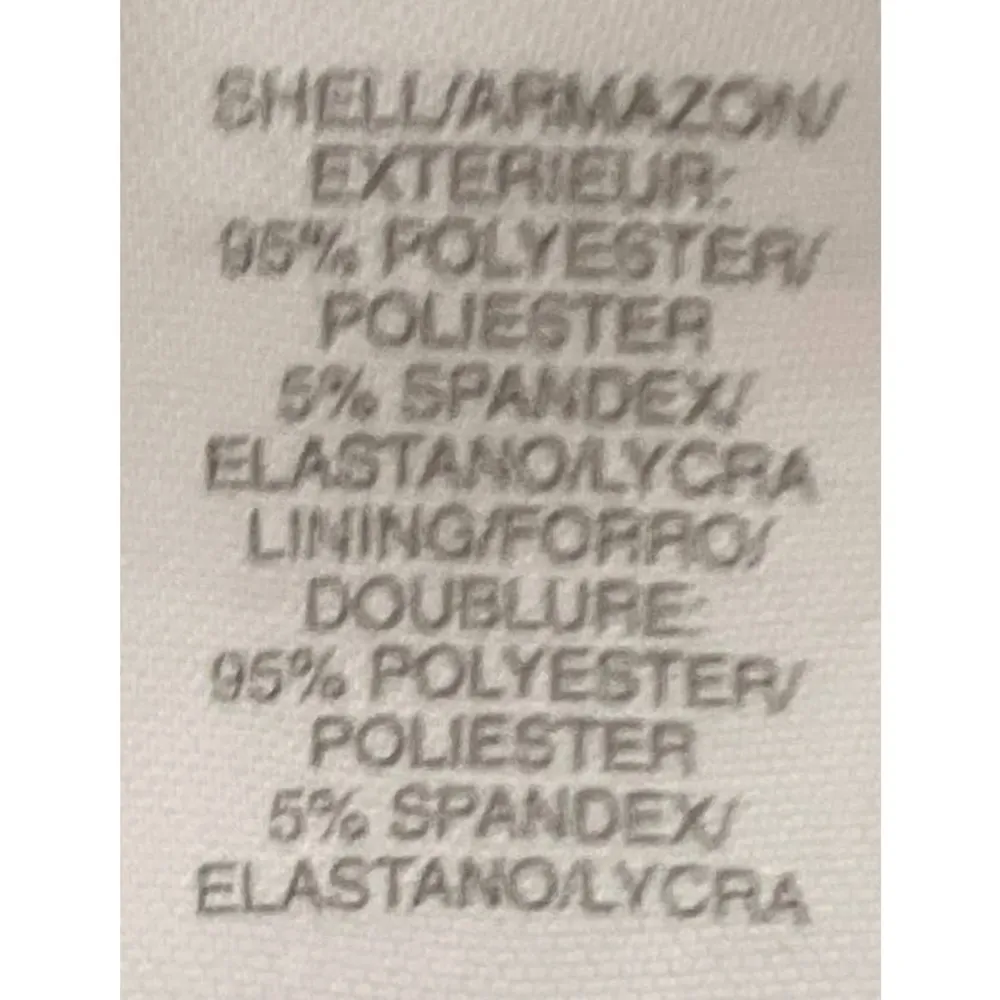 SHELL/ARMAZON/
EXTERIEUR:
95% POLYESTER/
POLIESTER
5% SPANDEX/
ELASTANO/LYCRA
LINING/FORRO/
DOUBLURE:
95% POLYESTER/
POLIESTER
5% SPANDEX/
ELASTANO/LYCRA